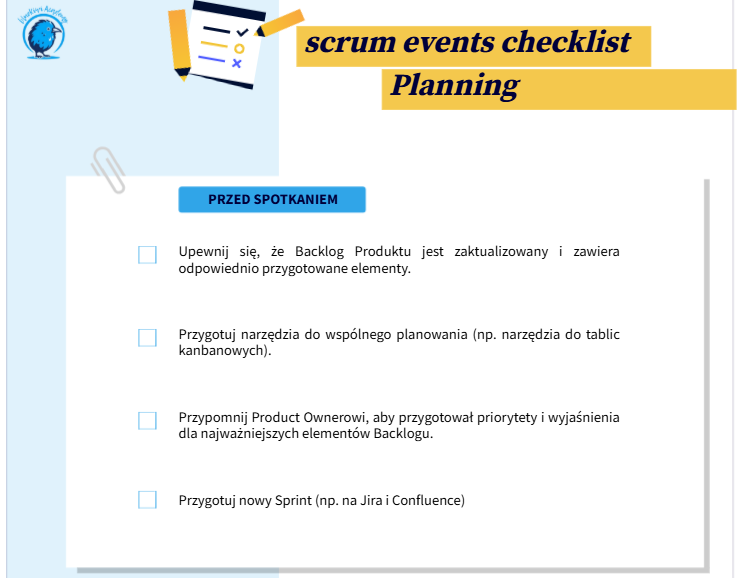 scrum events checklist
Planning
PRZED SPOTKANIEM
Upewnij się, że Backlog Produktu jest zaktualizowany i zawiera
odpowiednio przygotowane elementy.
Przygotuj narzędzia do wspólnego planowania (np. narzędzia do tablic
kanbanowych).
Przypomnij Product Ownerowi, aby przygotował priorytety i wyjaśnienia
dla najważniejszych elementów Backlogu.
Przygotuj nowy Sprint (np. na Jira i Confluence)